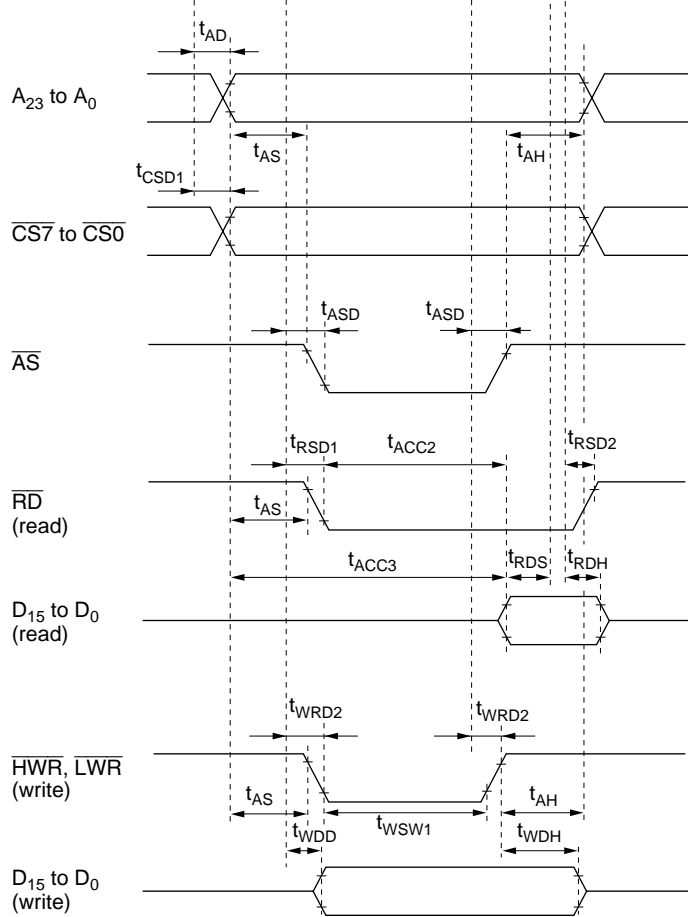 tAD
A23 to A0
tAS
tAH
tCSD1
CS7 to CS0
tASD
tASD
AS
tRSD1
tACC2
tRSD2
RD
(read)
tAS
tACC3
tRDS
tRDH
D15 to D0
(read)
tWRD2
tWRD2
HWR, LWR
(write)
tAS
tAH
tWDD
tWSW1
tWDH
D15 to D0
(write)